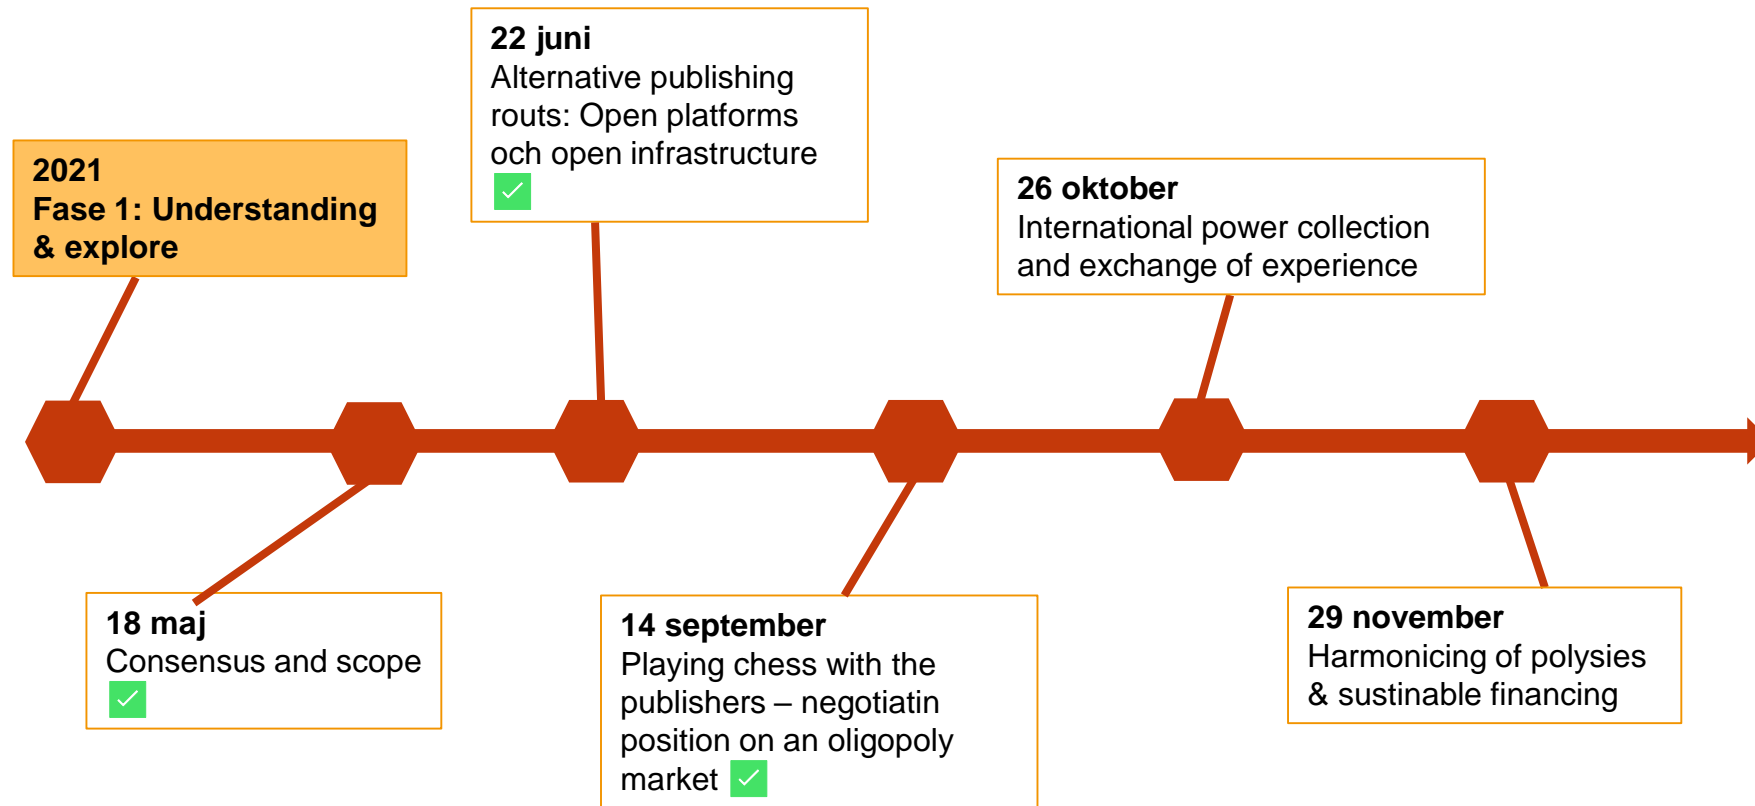 2021
Fase 1: Understanding
& explore
18 maj
Consensus and scope
22 juni
Alternative publishing
routs: Open platforms
och open infrastructure
14 september
Playing chess with the
publishers – negotiatin
position on an oligopoly
market
26 oktober
International power collection
and exchange of experience
29 november
Harmonicing of polysies
& sustinable financing